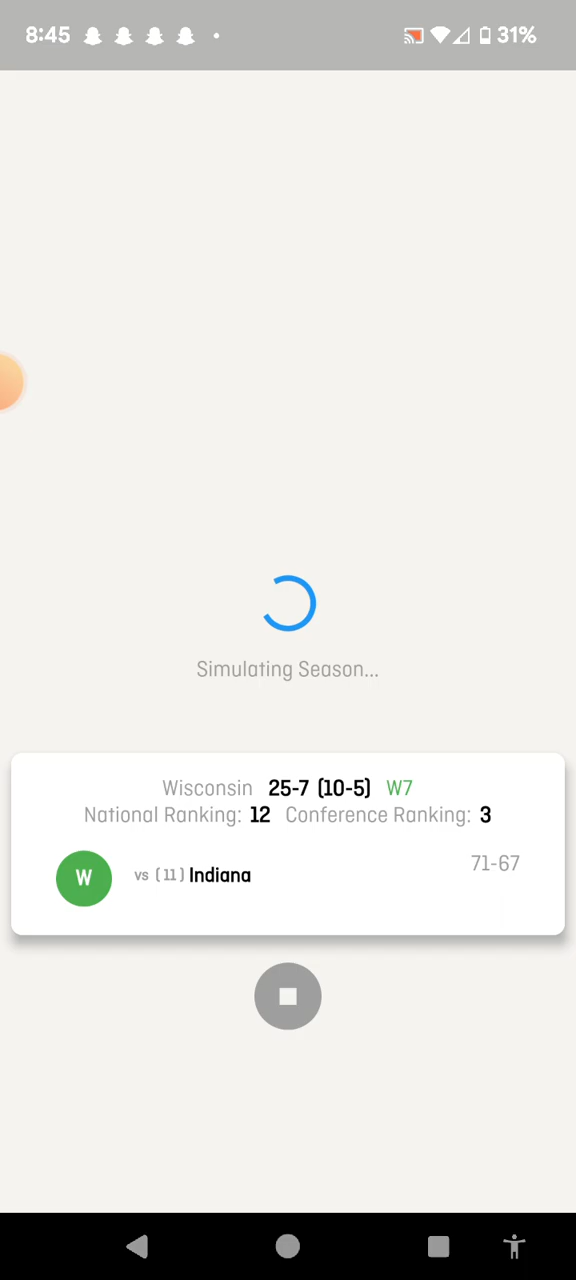 8:45 31%
Simulating Season...
Wisconsin 25-7 (10-5) W7
National Ranking: 12 Conference Ranking: 3
W vs (11) Indiana 71-67